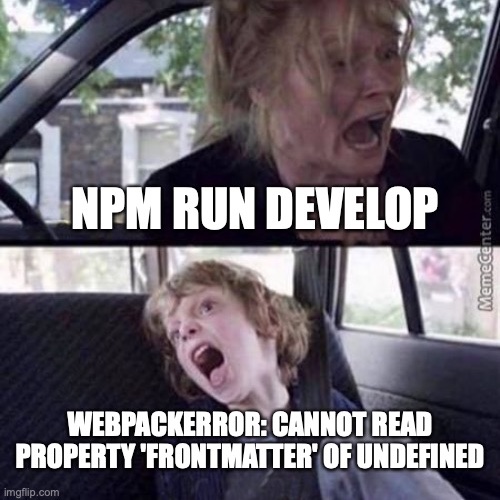 NPM RUN DEVELOP
MemeCenter.com
WEBPACKERROR: CANNOT READ
PROPERTY 'FRONTMATTER' OF UNDEFINED
imgflip.com